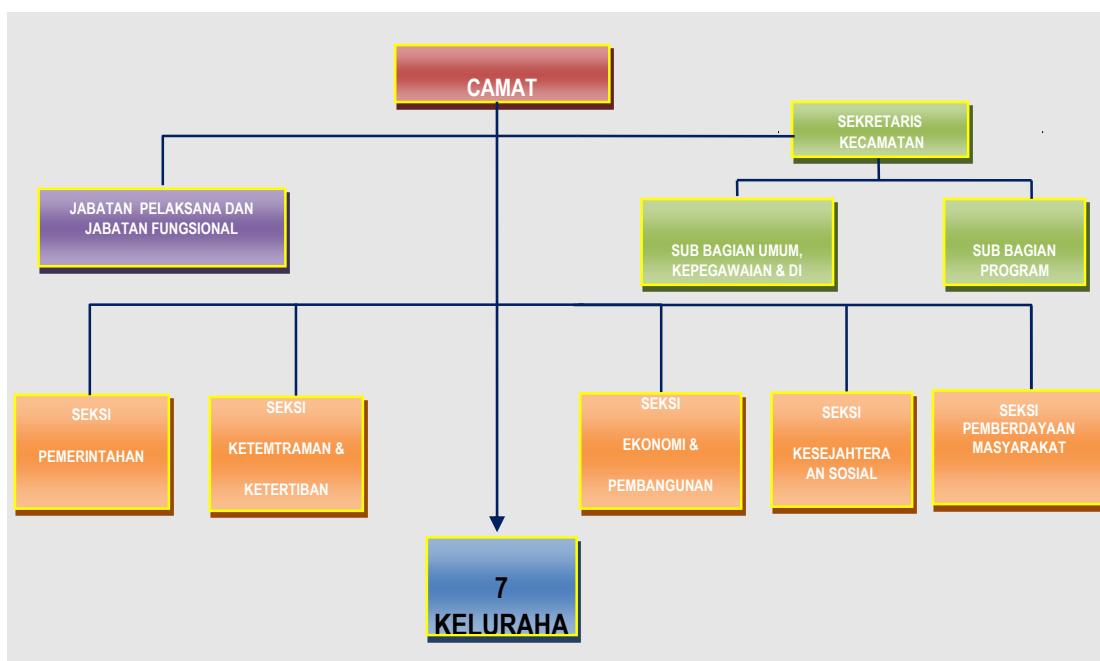 CAMAT
SEKRETARIS
KECAMATAN
JABATAN PELAKSANA DAN
JABATAN FUNGSIONAL
SUB BAGIAN UMUM,
KEPEGAWAIAN & DI
SUB BAGIAN
PROGRAM
SEKSI
PEMERINTAHAN
SEKSI
KETEMTRAMAN &
KETERTIBAN
SEKSI
EKONOMI &
PEMBANGUNAN
SEKSI
KESEJAHTERA
AN SOSIAL
SEKSI
PEMBERDAYAAN
MASYARAKAT
7
KELURAHA